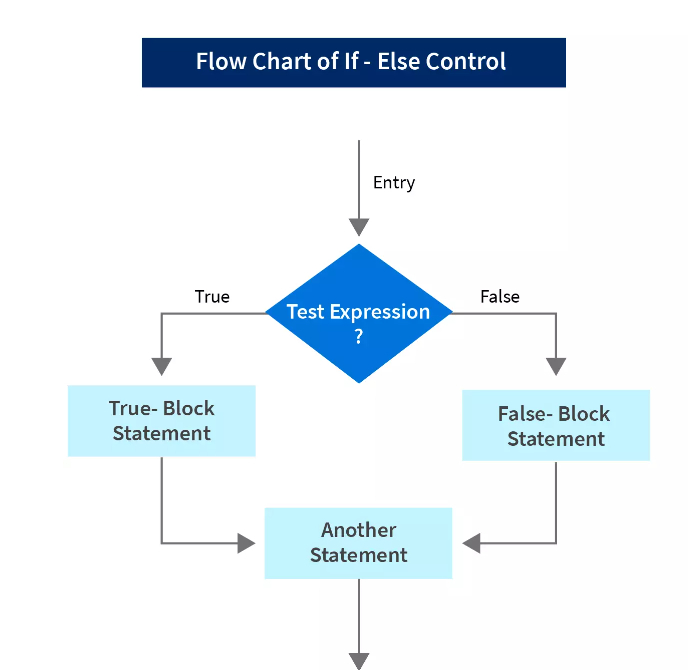 Flow Chart of If - Else Control
Entry
True
False
Test Expression
?
True- Block
Statement
False- Block
Statement
Another
Statement